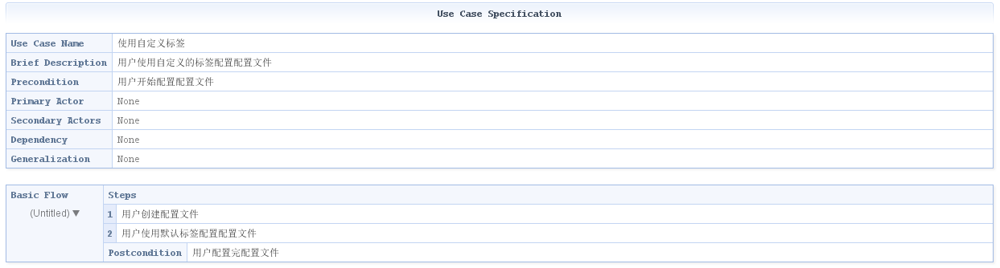 Use Case Specification
Use Case Name 使用自定义标签
Brief Description 用户使用自定义的标签配置配置文件
Precondition 用户开始配置配置文件
Primary Actor None
Secondary Actors None
Dependency None
Generalization None
Basic Flow Steps
(Untitled) ▼ 1 用户创建配置文件
2 用户使用默认标签配置配置文件
Postcondition 用户配置完配置文件